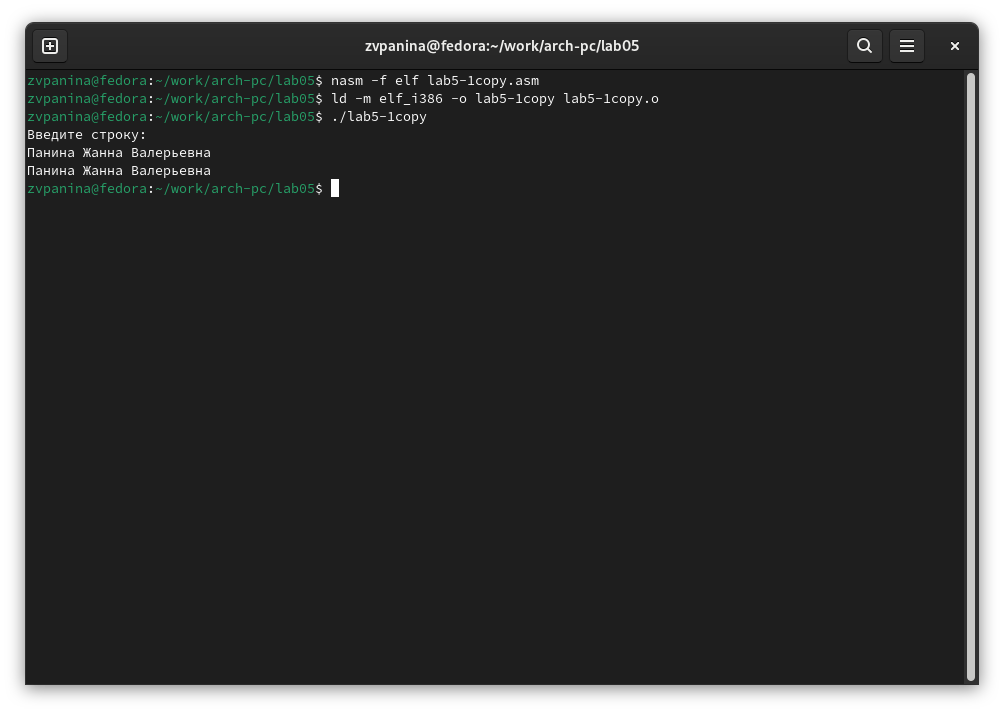 zvpanina@fedora:~/work/arch-pc/lab05
zvpanina@fedora:~/work/arch-pc/lab05$ nasm -f elf lab5-1copy.asm
zvpanina@fedora:~/work/arch-pc/lab05$ ld -m elf_i386 -o lab5-1copy lab5-1copy.o
zvpanina@fedora:~/work/arch-pc/lab05$ ./lab5-1copy
Введите строку:
Панина Жанна Валерьевна
Панина Жанна Валерьевна
zvpanina@fedora:~/work/arch-pc/lab05$